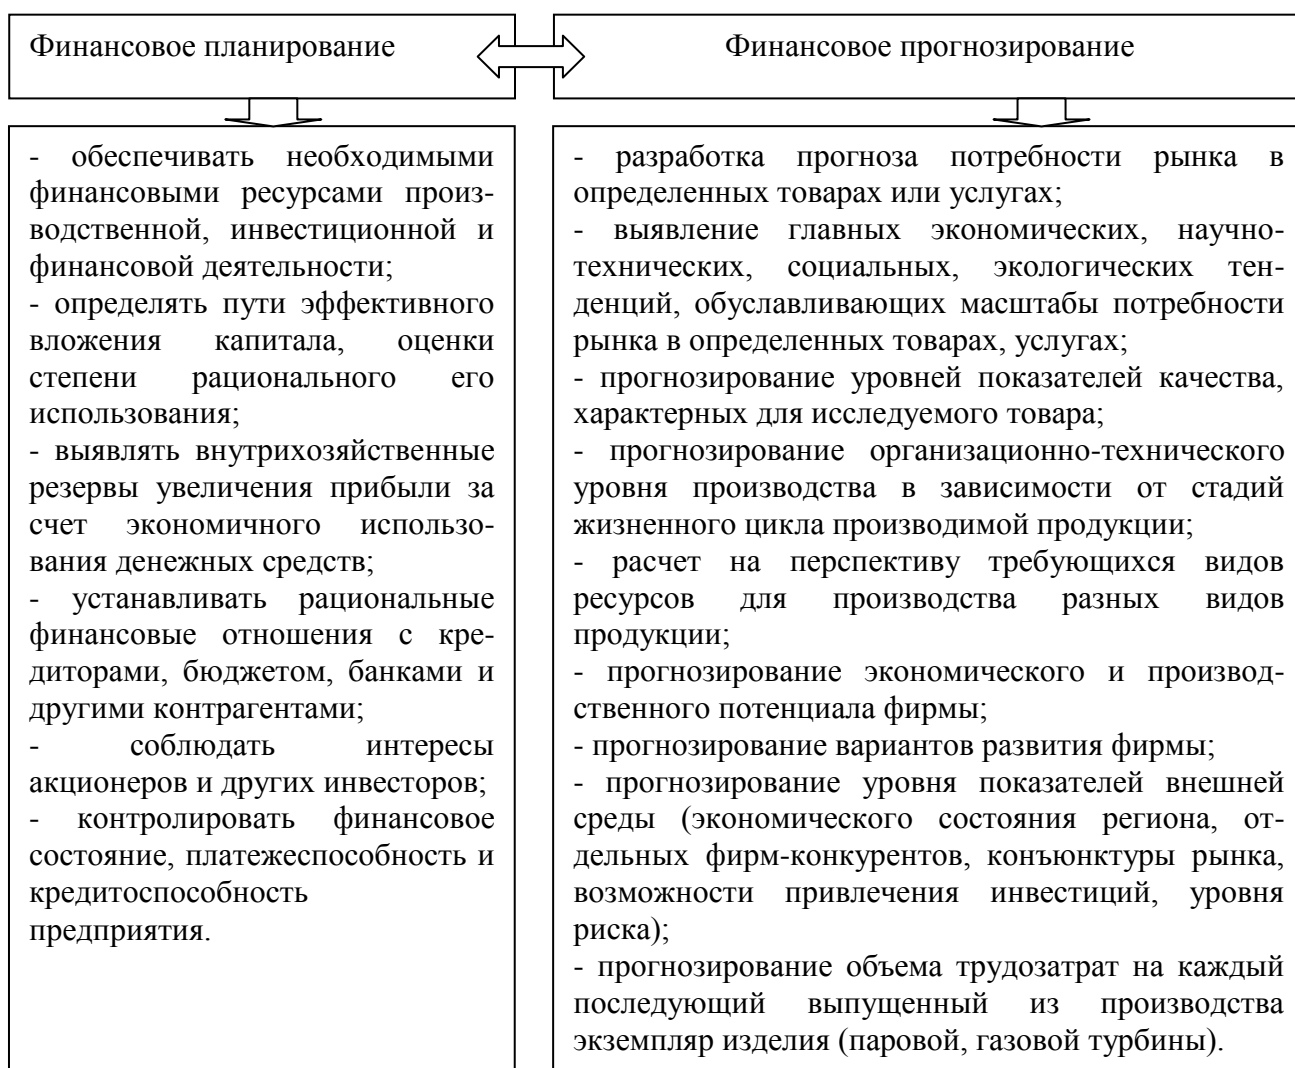 Финансовое планирование
Финансовое прогнозирование
- обеспечивать необходимыми
финансовыми ресурсами произ-
водственной, инвестиционной и
финансовой деятельности;
- определять пути эффективного
вложения капитала, оценки
степени рационального его
использования;
- выявлять внутрихозяйственные
резервы увеличения прибыли за
счет экономичного использо-
вания денежных средств;
- устанавливать рациональные
финансовые отношения с кре-
диторами, бюджетом, банками и
другими контрагентами;
- соблюдать интересы
акционеров и других инвесторов;
- контролировать финансовое
состояние, платежеспособность и
кредитоспособность
предприятия.
- разработка прогноза потребности рынка в
определенных товарах или услугах;
- выявление главных экономических, научно-
технических, социальных, экологических тен-
денций, обуславливающих масштабы потребности
рынка в определенных товарах, услугах;
- прогнозирование уровней показателей качества,
характерных для исследуемого товара;
- прогнозирование организационно-технического
уровня производства в зависимости от стадий
жизненного цикла производимой продукции;
- расчет на перспективу требующихся видов
ресурсов для производства разных видов
продукции;
- прогнозирование экономического и производ-
ственного потенциала фирмы;
- прогнозирование вариантов развития фирмы;
- прогнозирование уровня показателей внешней
среды (экономического состояния региона, от-
дельных фирм-конкурентов, конъюнктуры рынка,
возможности привлечения инвестиций, уровня
риска);
- прогнозирование объема трудозатрат на каждый
последующий выпущенный из производства
экземпляр изделия (паровой, газовой турбины).